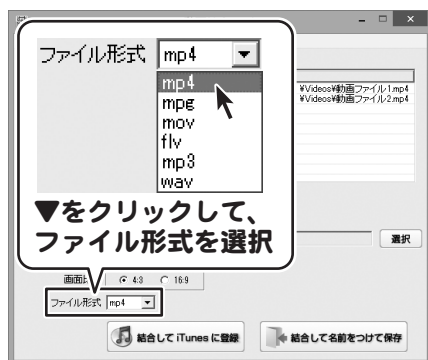 ファイル形式 mp4
mp4
mpg
mov
flv
mp3
wav
▼をクリックして、
ファイル形式を選択
¥Videos¥動画ファイル1.mp4
¥Videos¥動画ファイル2.mp4
選択
画面
4:3 16:9
ファイル形式 mp4
結合して iTunes に登録
結合して名前をつけて保存